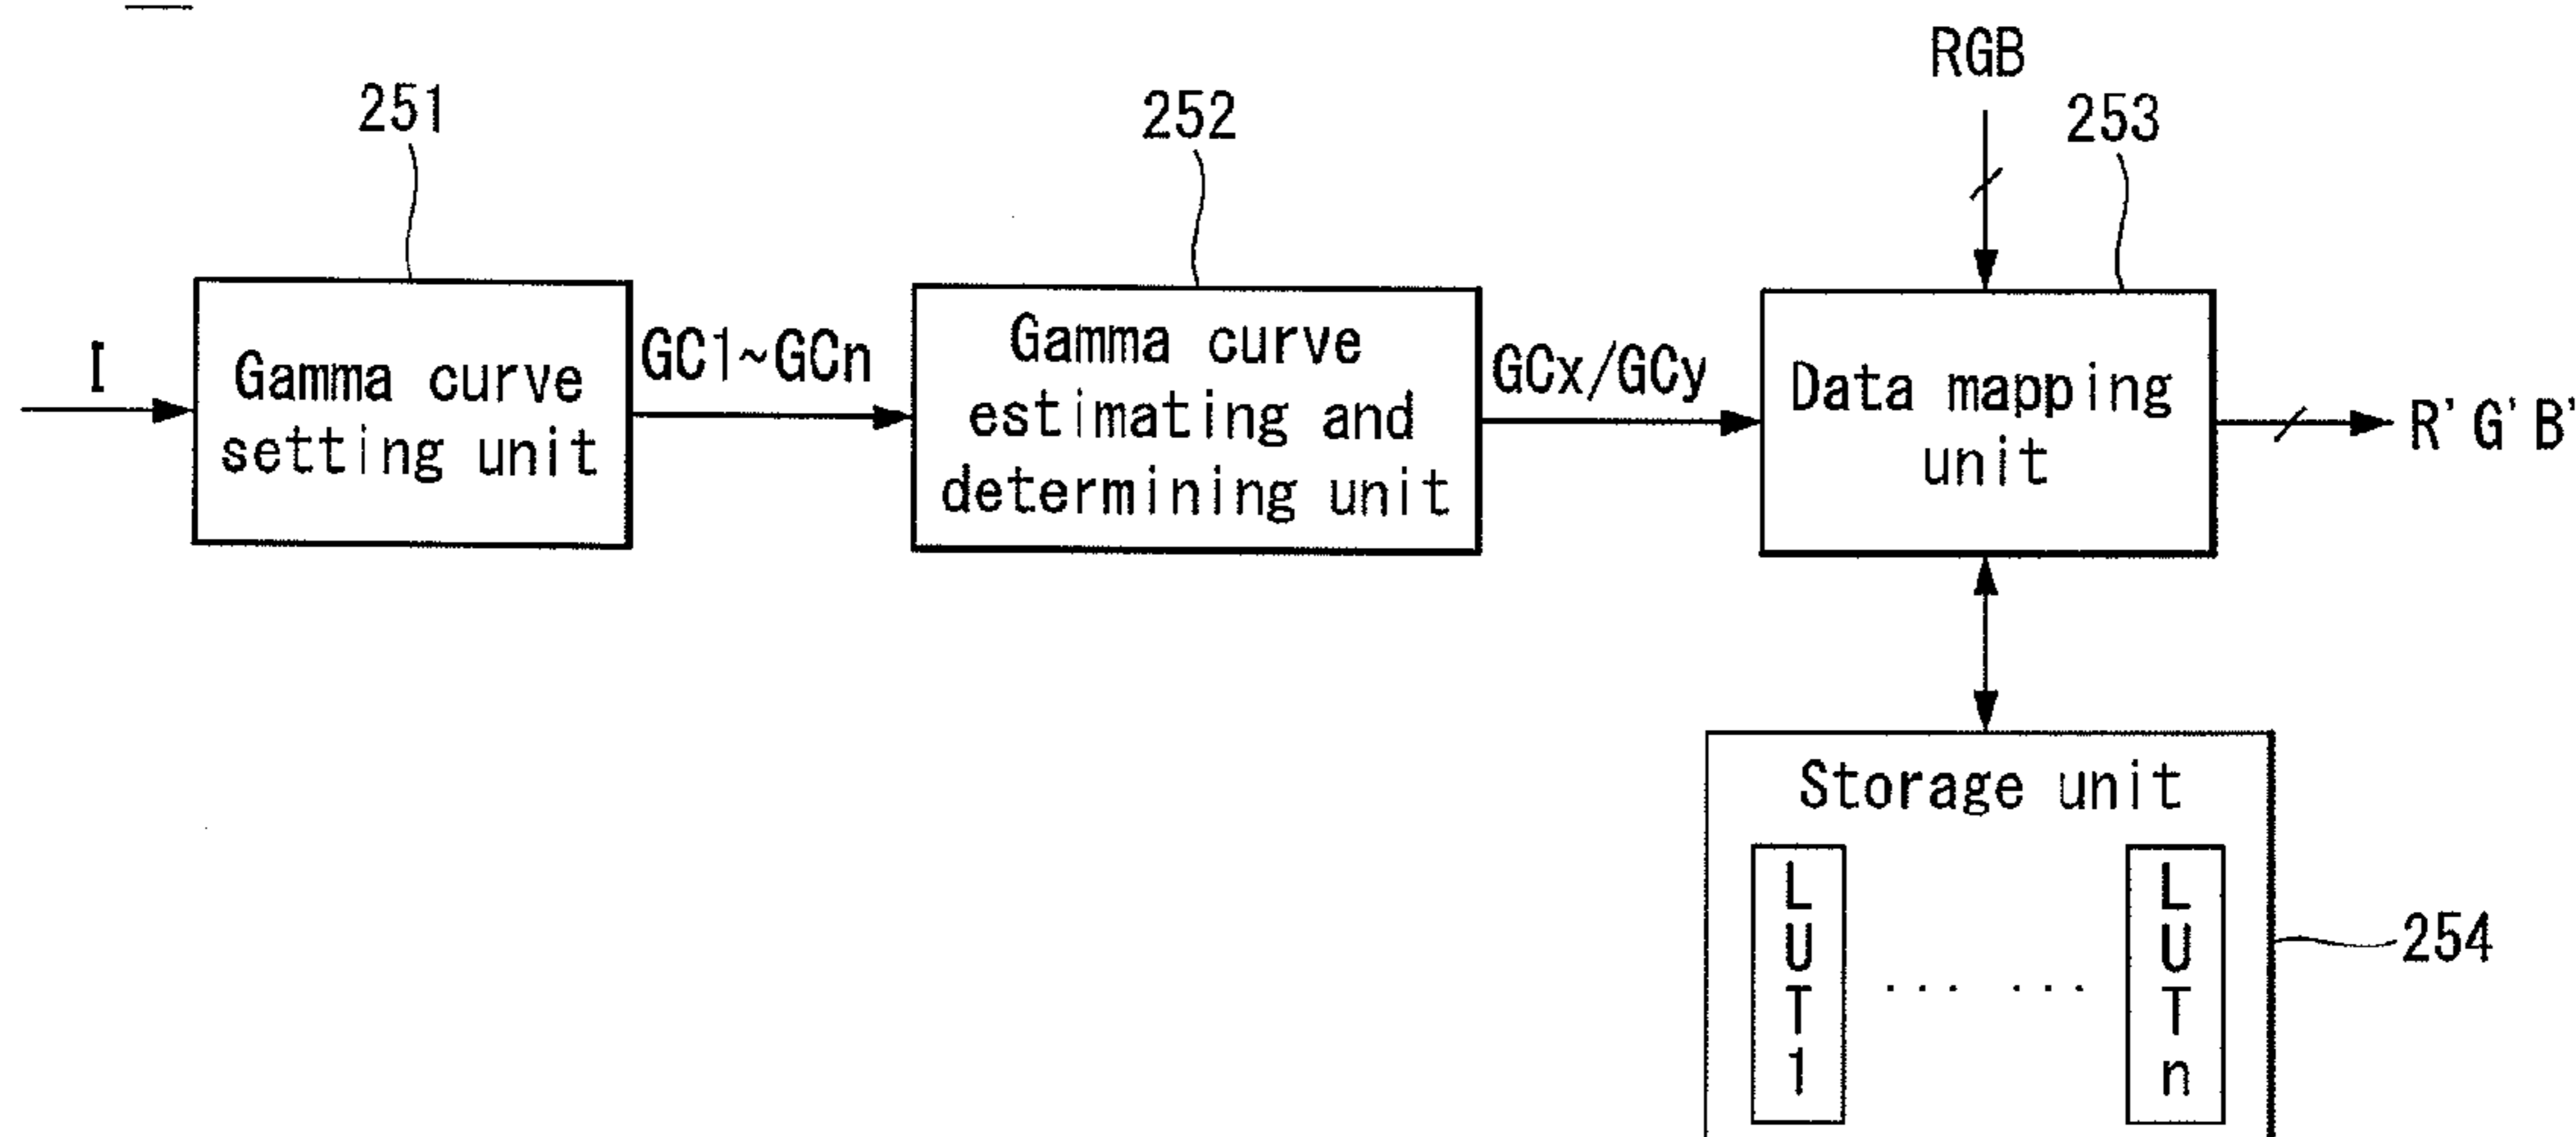 RGB
251
252
253
I
Gamma curve
setting unit
GC1~GCn
Gamma curve
estimating and
determining unit
GCx/GCy
Data mapping
unit
R'G'B'
Storage unit
LUT1
... ...
LUTn
254